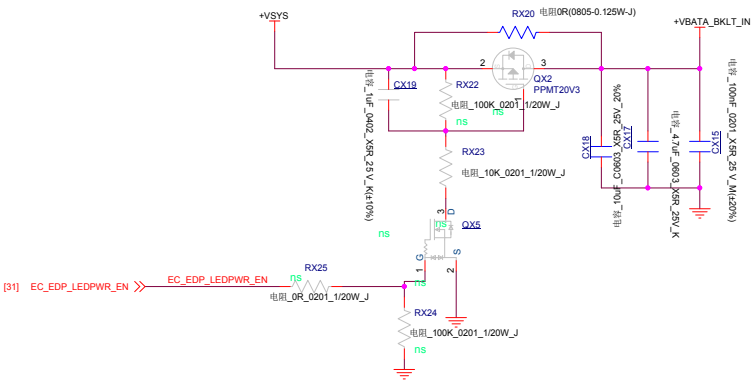 +VSYS
RX20
电阻0R(0805-0.125W-J)
+VBATA_BKLT_IN
2
3
QX2
PPMT20V3
1
CX19
电容_1uF_0402_X5R_25 V_K(±10%)
RX22
电阻_100K_0201_1/20W_J
ns
ns
RX23
电阻_10K_0201_1/20W_J
CX18
电容_10uF_C0603_X5R_25V_20%
CX17
电容_4.7uF_0603_X5R_25V_K
CX15
电容_100nF_0201_X5R_25 V_M(±20%)
3
D
QX5
ns
ns
G
S
1
2
ns
[31]
EC_EDP_LEDPWR_EN
EC_EDP_LEDPWR_EN
RX25
ns
电阻_0R_0201_1/20W_J
RX24
电阻_100K_0201_1/20W_J
ns